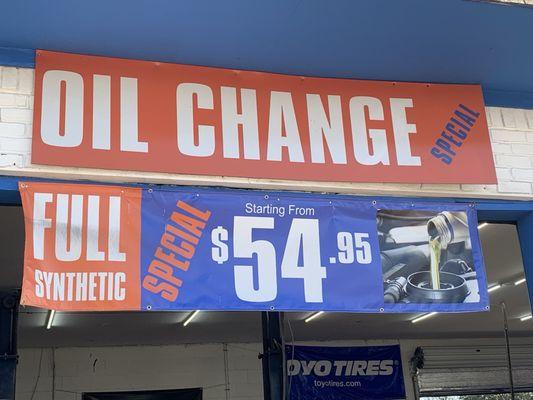 OIL CHANGE SPECIAL
FULL
SYNTHETIC
SPECIAL
Starting From
$54.95
OYO TIRES
toyotires.com